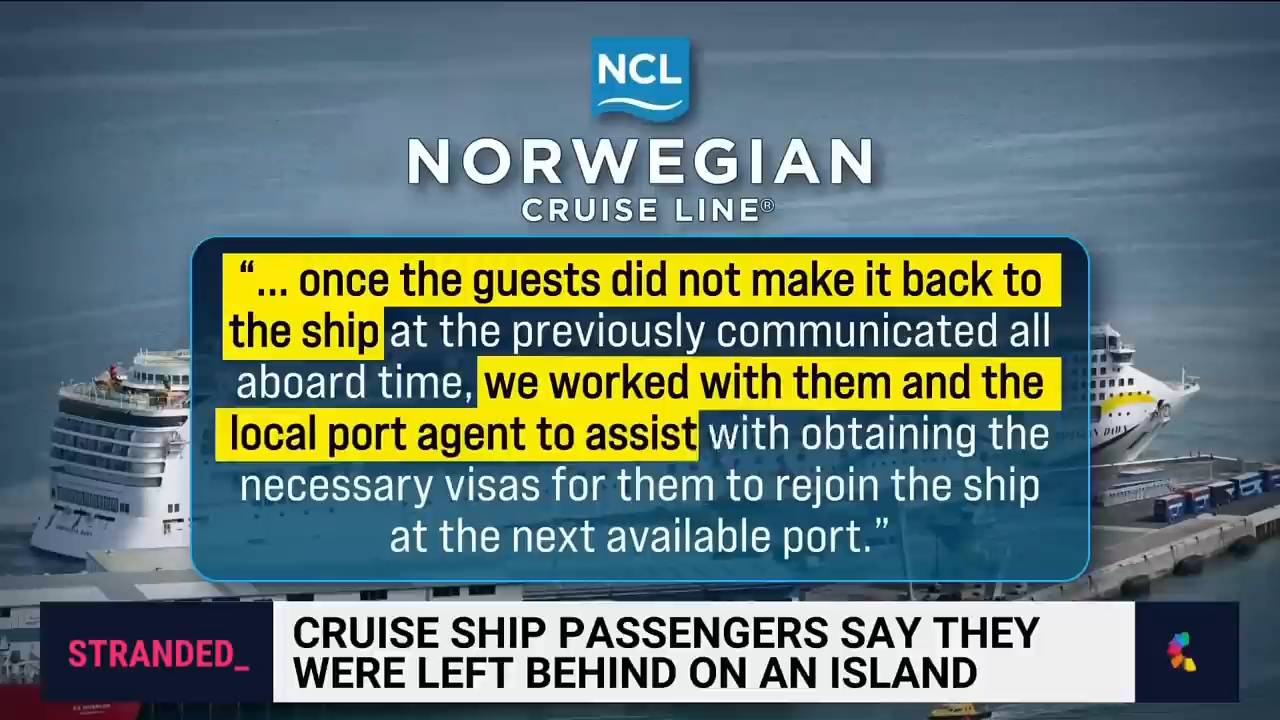 NCL
NORWEGIAN
CRUISE LINE®
“... once the guests did not make it back to
the ship at the previously communicated all
aboard time, we worked with them and the
local port agent to assist with obtaining the
necessary visas for them to rejoin the ship
at the next available port.”
STRANDED_
CRUISE SHIP PASSENGERS SAY THEY
WERE LEFT BEHIND ON AN ISLAND